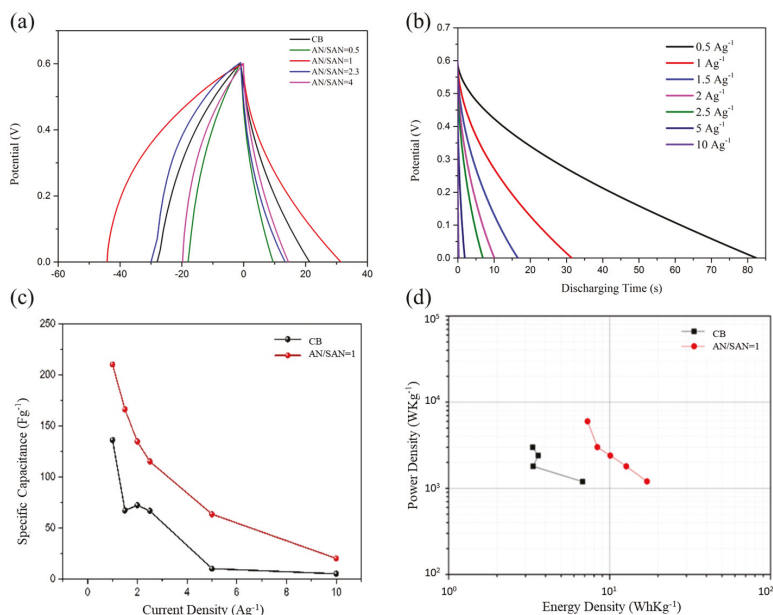 (a)
CB
AN/SAN=0.5
AN/SAN=1
AN/SAN=2.3
AN/SAN=4
Potential (V)
0.6
0.4
0.2
0.0
-60 -40 -20 0 20 40
(b)
0.5 Ag⁻¹
1 Ag⁻¹
1.5 Ag⁻¹
2 Ag⁻¹
2.5 Ag⁻¹
5 Ag⁻¹
10 Ag⁻¹
Potential (V)
0.7
0.6
0.5
0.4
0.3
0.2
0.1
0.0
0 10 20 30 40 50 60 70 80
Discharging Time (s)
(c)
CB
AN/SAN=1
Specific Capacitance (Fg⁻¹)
250
200
150
100
50
0
0 2 4 6 8 10
Current Density (Ag⁻¹)
(d)
CB
AN/SAN=1
Power Density (WKg⁻¹)
10⁵
10⁴
10³
10²
10⁰ 10¹ 10²
Energy Density (WhKg⁻¹)